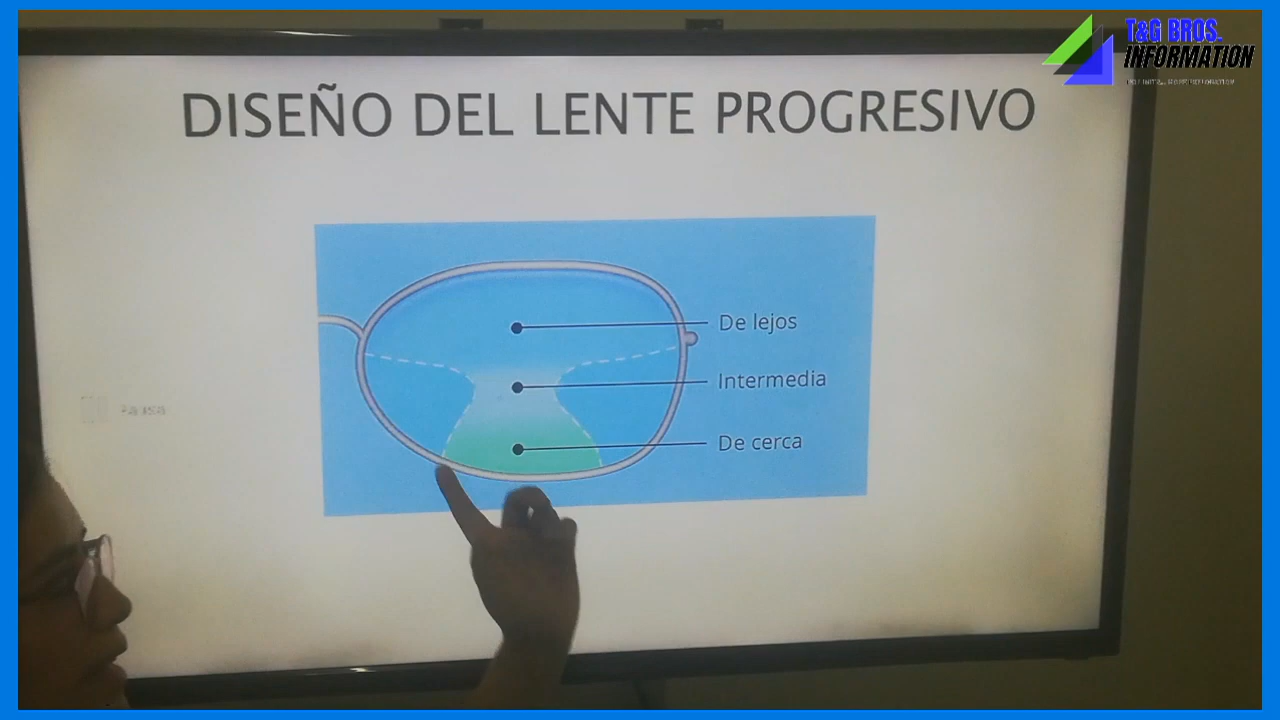 T&G BROS.
INFORMATION
DISEÑO DEL LENTE PROGRESIVO
De lejos
Intermedia
De cerca